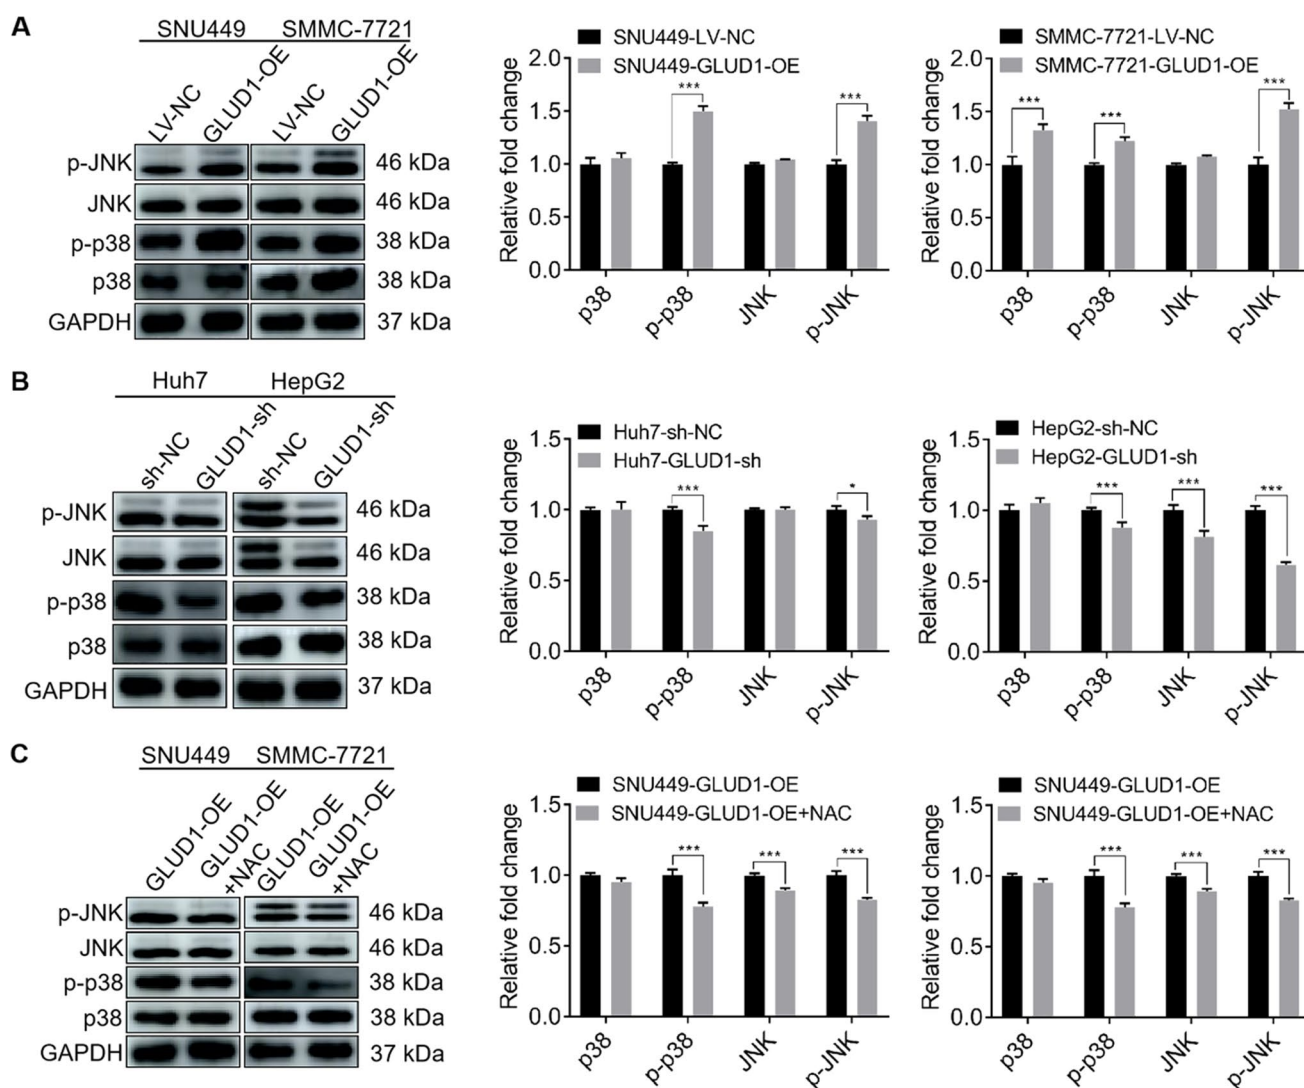 A
SNU449 SMMC-7721
LV-NC GLUD1-OE LV-NC GLUD1-OE
p-JNK 46 kDa
JNK 46 kDa
p-p38 38 kDa
p38 38 kDa
GAPDH 37 kDa
SNU449-LV-NC
SNU449-GLUD1-OE
Relative fold change
2.0
1.5
1.0
0.5
0.0
*** ***
p38 p-p38 JNK p-JNK
SMMC-7721-LV-NC
SMMC-7721-GLUD1-OE
Relative fold change
2.0
1.5
1.0
0.5
0.0
*** *** ***
p38 p-p38 JNK p-JNK
B
Huh7 HepG2
sh-NC GLUD1-sh sh-NC GLUD1-sh
p-JNK 46 kDa
JNK 46 kDa
p-p38 38 kDa
p38 38 kDa
GAPDH 37 kDa
Huh7-sh-NC
Huh7-GLUD1-sh
Relative fold change
1.5
1.0
0.5
0.0
*** *
p38 p-p38 JNK p-JNK
HepG2-sh-NC
HepG2-GLUD1-sh
Relative fold change
1.5
1.0
0.5
0.0
*** *** ***
p38 p-p38 JNK p-JNK
C
SNU449 SMMC-7721
GLUD1-OE GLUD1-OE +NAC GLUD1-OE GLUD1-OE +NAC
p-JNK 46 kDa
JNK 46 kDa
p-p38 38 kDa
p38 38 kDa
GAPDH 37 kDa
SNU449-GLUD1-OE
SNU449-GLUD1-OE+NAC
Relative fold change
1.5
1.0
0.5
0.0
*** *** ***
p38 p-p38 JNK p-JNK
SNU449-GLUD1-OE
SNU449-GLUD1-OE+NAC
Relative fold change
1.5
1.0
0.5
0.0
*** *** ***
p38 p-p38 JNK p-JNK